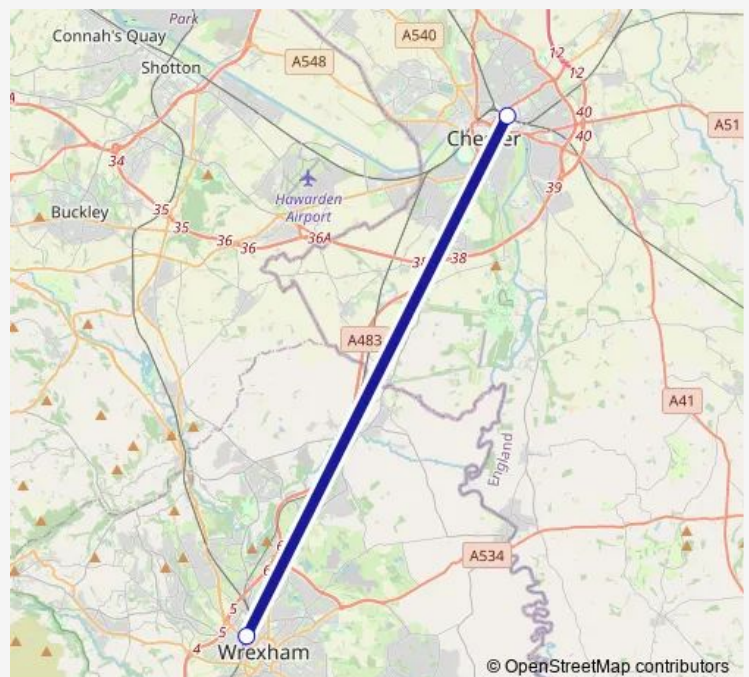 Park
Connah's Quay
A540
12
Shotton
A548
12
40
A51
Chester
40
34
39
Hawarden
Airport
35
Buckley
35
36
36
36A
38
A483
A41
England
A534
6
5
5
4
Wrexham
© OpenStreetMap contributors